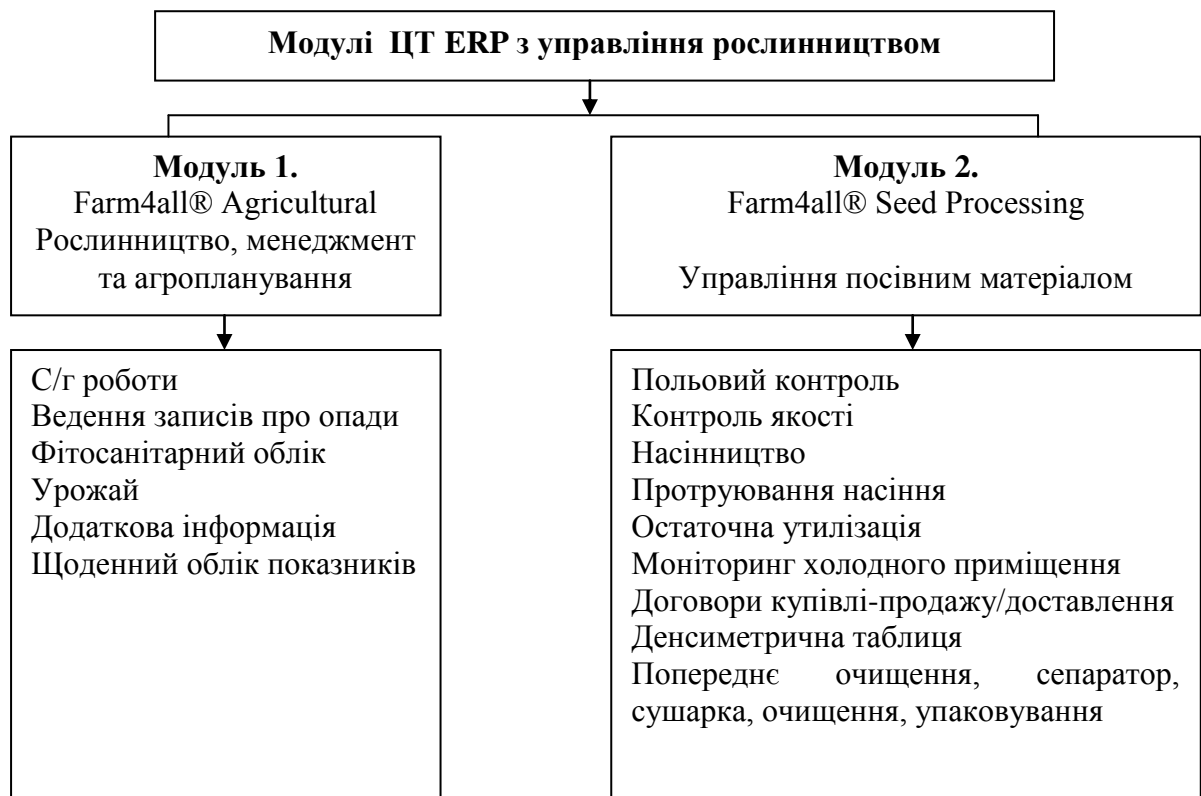 Модулі ЦТ ERP з управління рослинництвом
Модуль 1.
Farm4all® Agricultural
Рослинництво, менеджмент
та агропланування
Модуль 2.
Farm4all® Seed Processing
Управління посівним матеріалом
С/г роботи
Ведення записів про опади
Фітосанітарний облік
Урожай
Додаткова інформація
Щоденний облік показників
Польовий контроль
Контроль якості
Насінництво
Протруювання насіння
Остаточна утилізація
Моніторинг холодного приміщення
Договори купівлі-продажу/доставлення
Денсиметрична таблиця
Попереднє очищення, сепаратор,
сушарка, очищення, упаковування